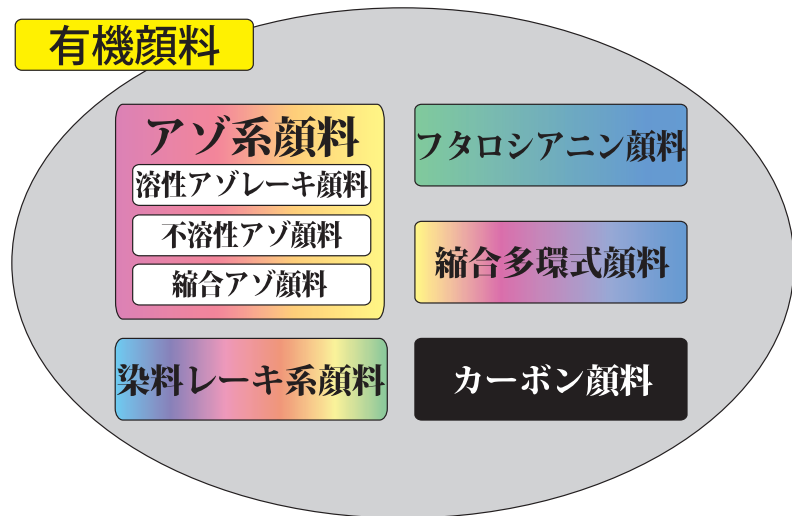 有機顔料
アゾ系顔料
溶性アゾレーキ顔料
不溶性アゾ顔料
縮合アゾ顔料
染料レーキ系顔料
フタロシアニン顔料
縮合多環式顔料
カーボン顔料